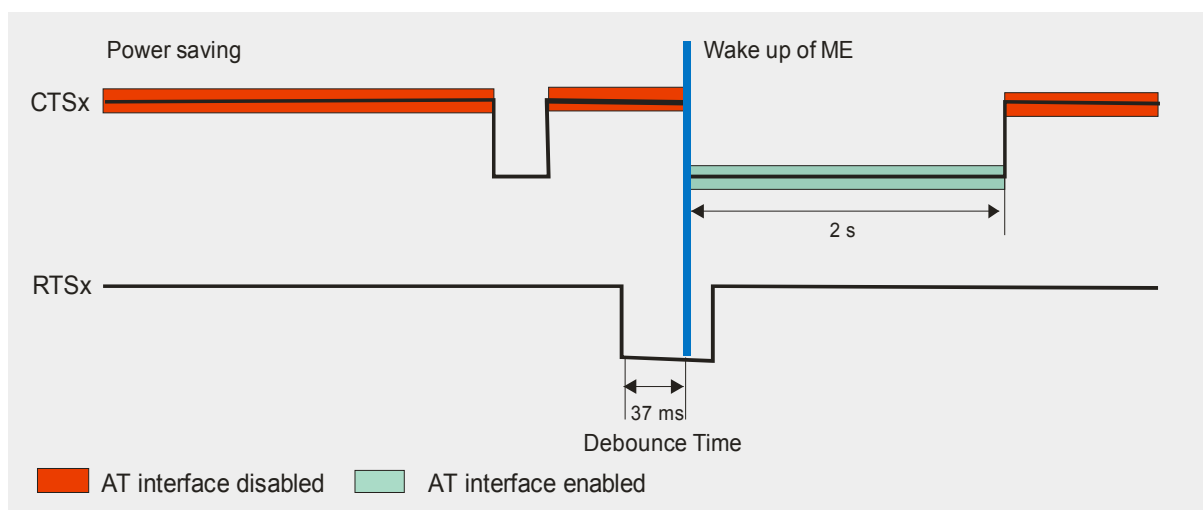 Power saving
Wake up of ME
CTSx
2 s
RTSx
37 ms
Debounce Time
AT interface disabled
AT interface enabled